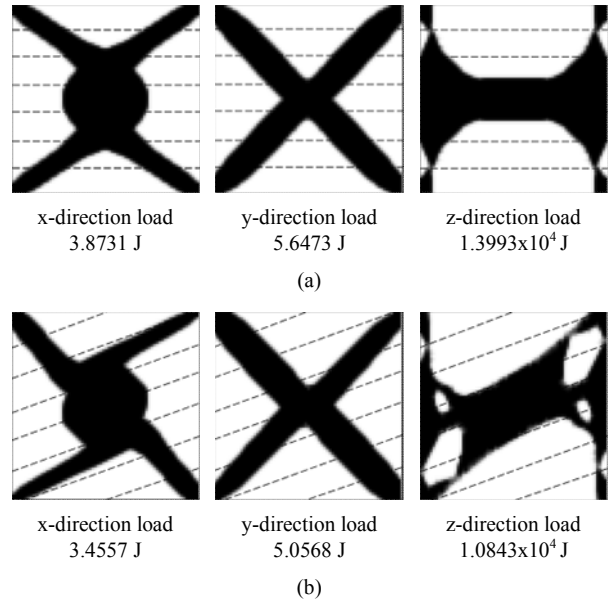 x-direction load y-direction load z-direction load
3.8731 J 5.6473 J 1.3993x10⁴ J
(a)
x-direction load y-direction load z-direction load
3.4557 J 5.0568 J 1.0843x10⁴ J
(b)